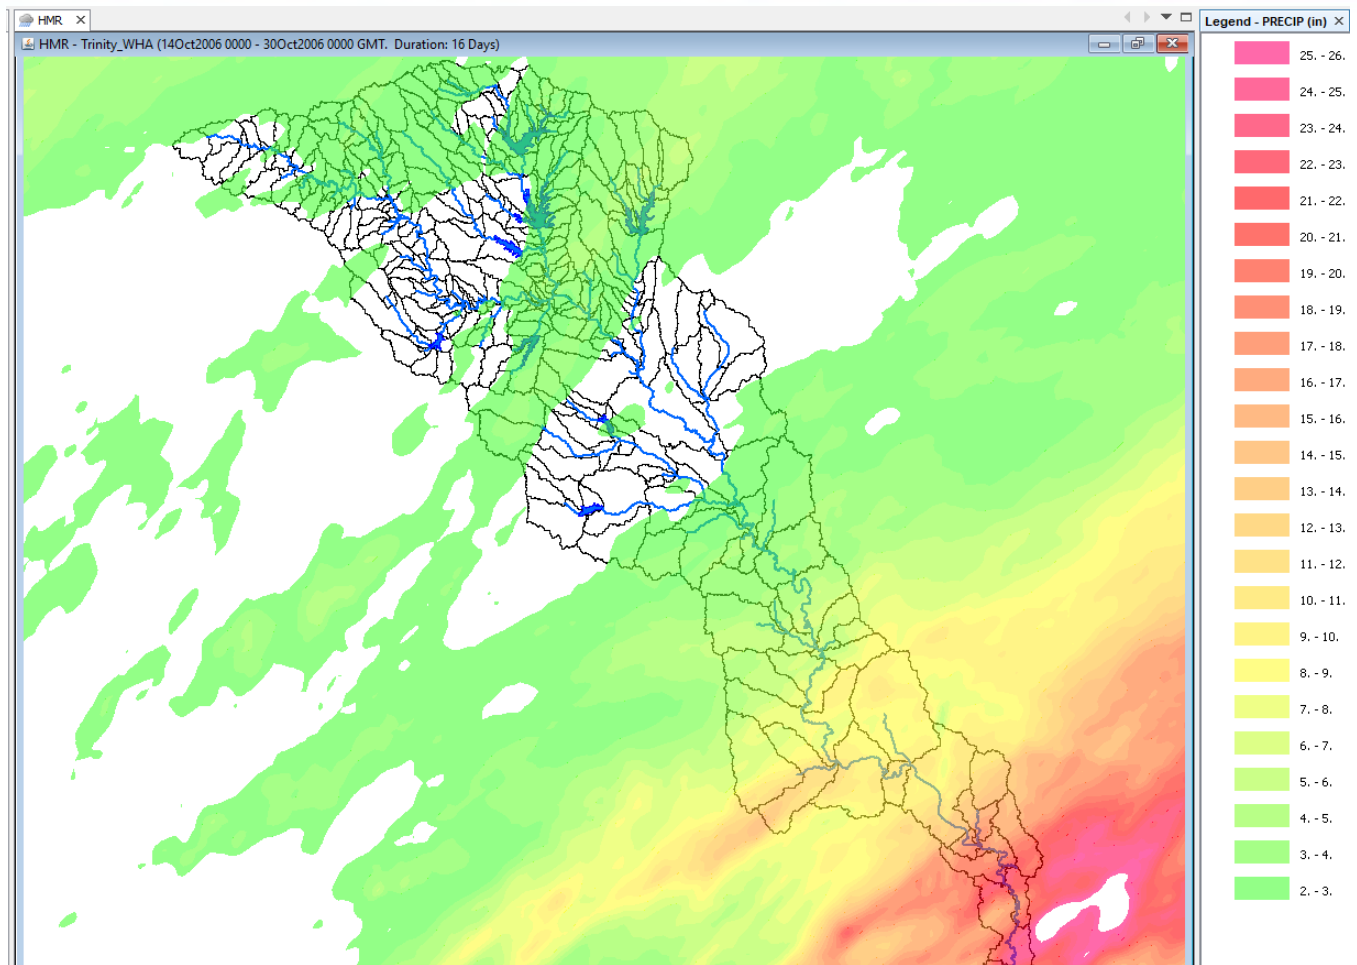 HMR
Legend - PRECIP (in)
HMR - Trinity_WHA (14Oct2006 0000 - 30Oct2006 0000 GMT. Duration: 16 Days)
25. - 26.
24. - 25.
23. - 24.
22. - 23.
21. - 22.
20. - 21.
19. - 20.
18. - 19.
17. - 18.
16. - 17.
15. - 16.
14. - 15.
13. - 14.
12. - 13.
11. - 12.
10. - 11.
9. - 10.
8. - 9.
7. - 8.
6. - 7.
5. - 6.
4. - 5.
3. - 4.
2. - 3.